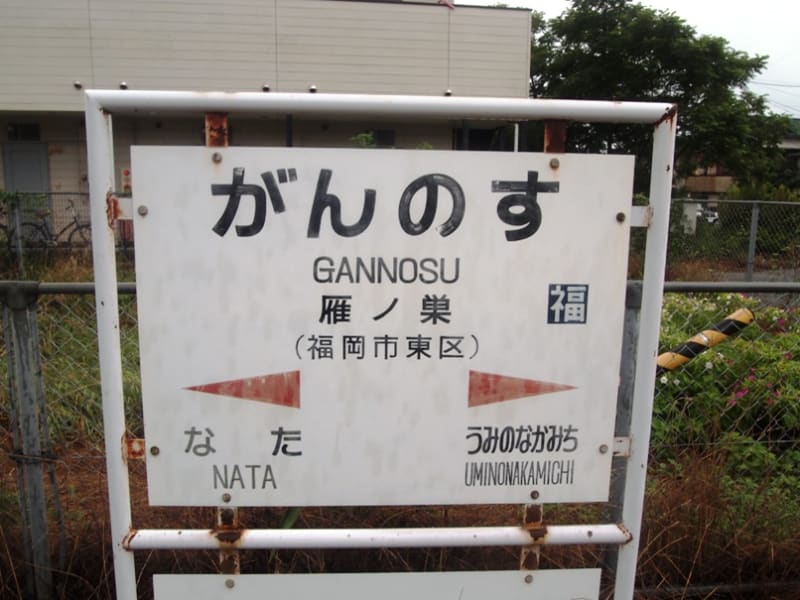 がんのす
GANNOSU
雁ノ巣
福
(福岡市東区)
なた
うみのなかみち
NATA
UMINONAKAMICHI